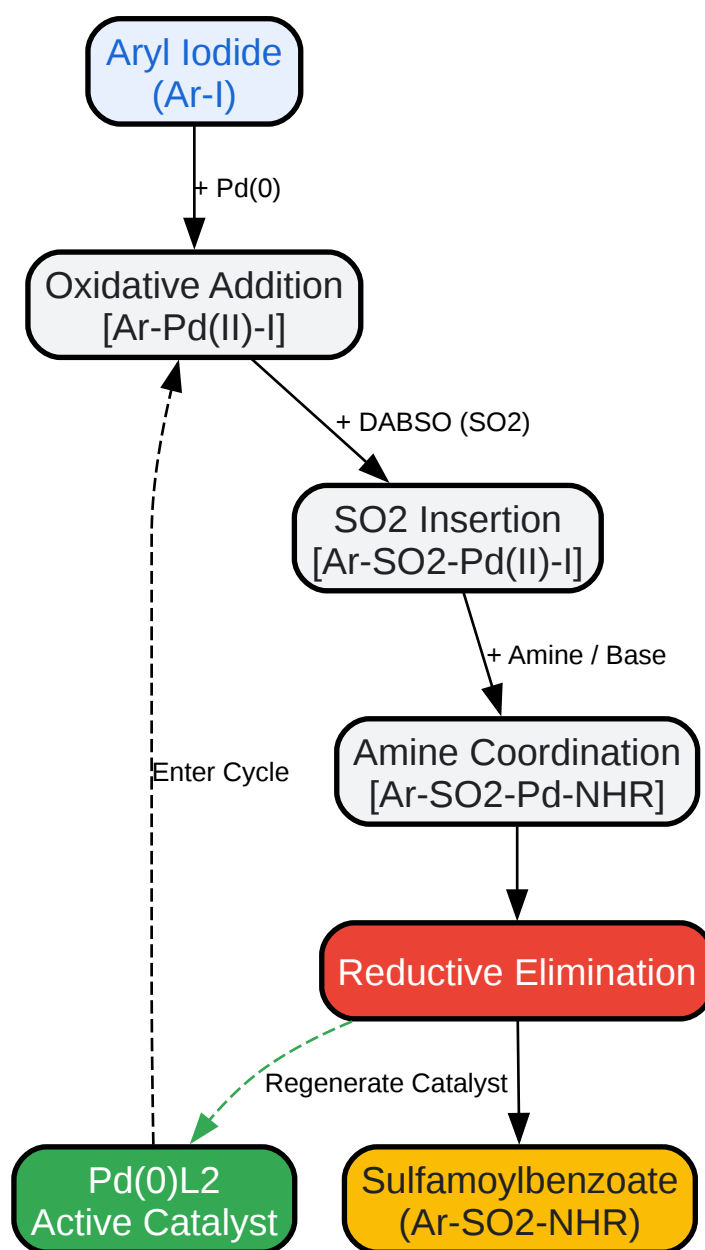 Aryl Iodide
(Ar-I)
+ Pd(0)
Oxidative Addition
[Ar-Pd(II)-I]
+ DABSO (SO2)
SO2 Insertion
[Ar-SO2-Pd(II)-I]
+ Amine / Base
Amine Coordination
[Ar-SO2-Pd-NHR]
Enter Cycle
Reductive Elimination
Regenerate Catalyst
Pd(0)L2
Active Catalyst
Sulfamoylbenzoate
(Ar-SO2-NHR)